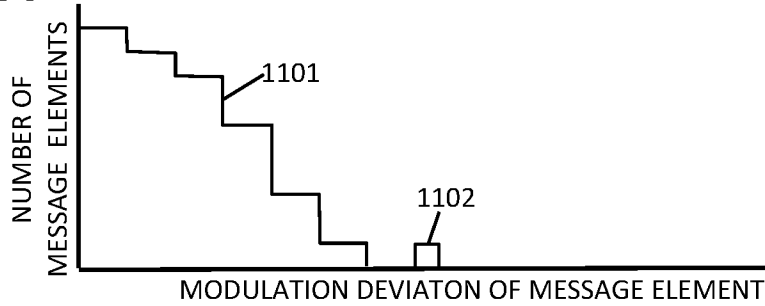 NUMBER OF
MESSAGE ELEMENTS
1101
1102
MODULATION DEVIATON OF MESSAGE ELEMENT